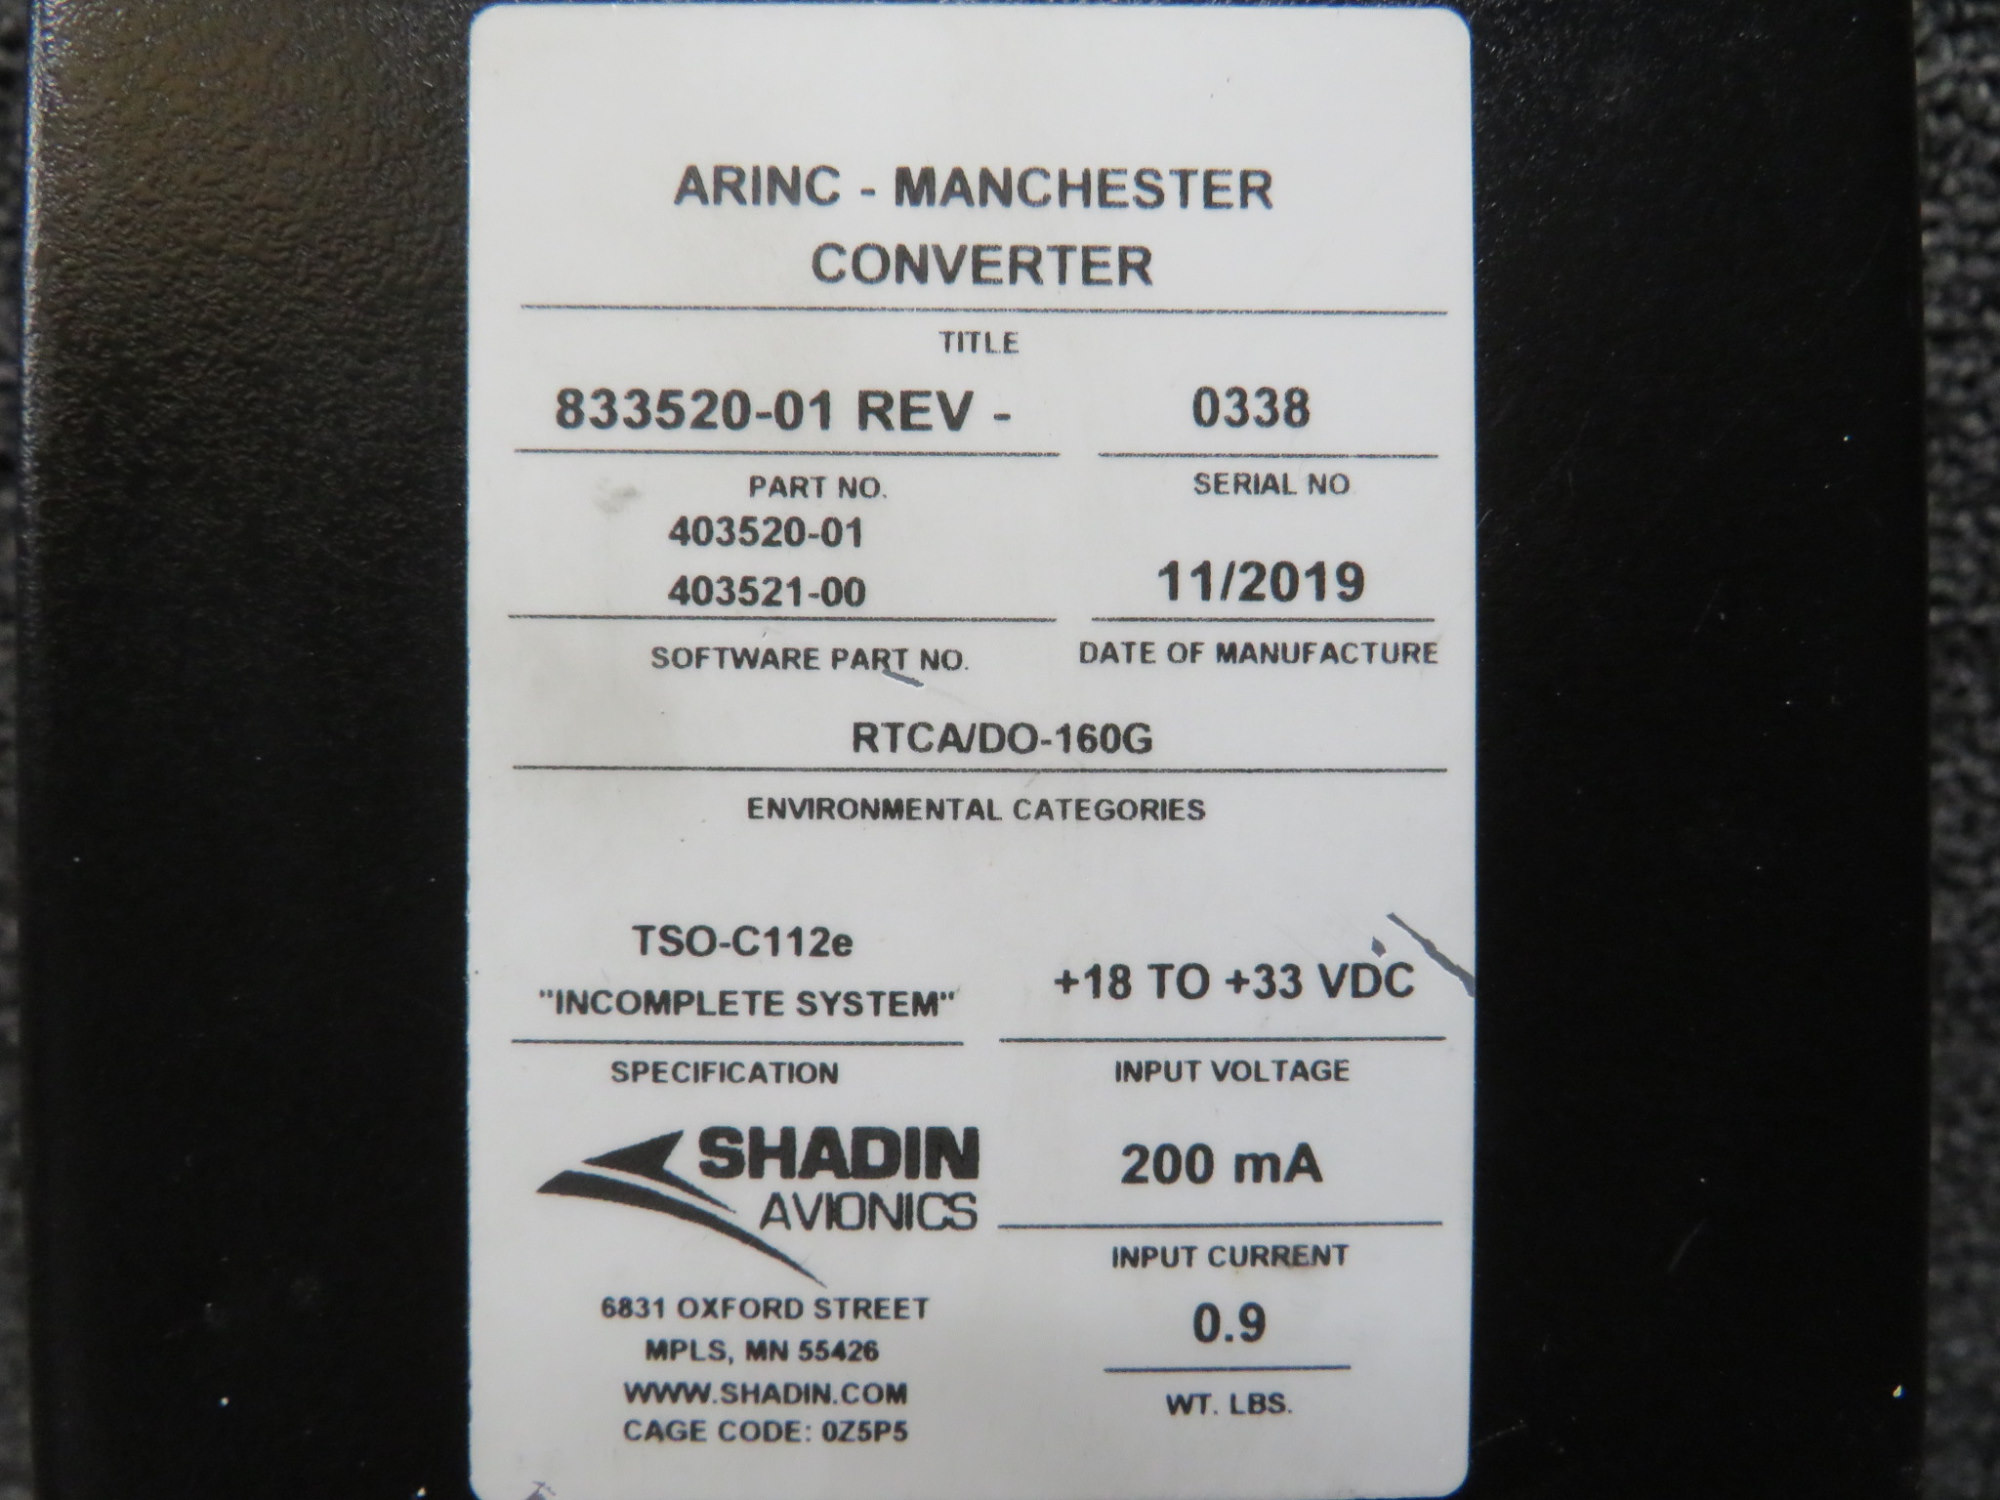 ARINC - MANCHESTER
CONVERTER
TITLE
833520-01 REV -
0338
PART NO.
SERIAL NO
403520-01
403521-00
11/2019
SOFTWARE PART NO.
DATE OF MANUFACTURE
RTCA/DO-160G
ENVIRONMENTAL CATEGORIES
TSO-C112e
"INCOMPLETE SYSTEM"
+18 TO +33 VDC
SPECIFICATION
INPUT VOLTAGE
SHADIN
AVIONICS
200 mA
INPUT CURRENT
6831 OXFORD STREET
MPLS, MN 55426
WWW.SHADIN.COM
CAGE CODE: 0Z5P5
0.9
WT. LBS.